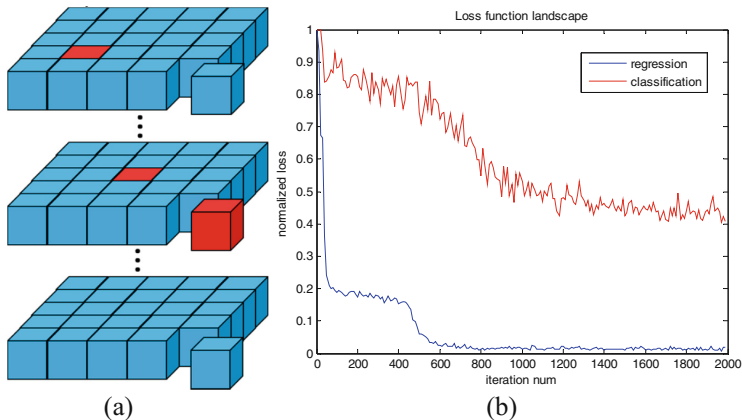 Loss function landscape
regression
classification
normalized loss
1
0.9
0.8
0.7
0.6
0.5
0.4
0.3
0.2
0.1
0
0 200 400 600 800 1000 1200 1400 1600 1800 2000
iteration num
(a) (b)